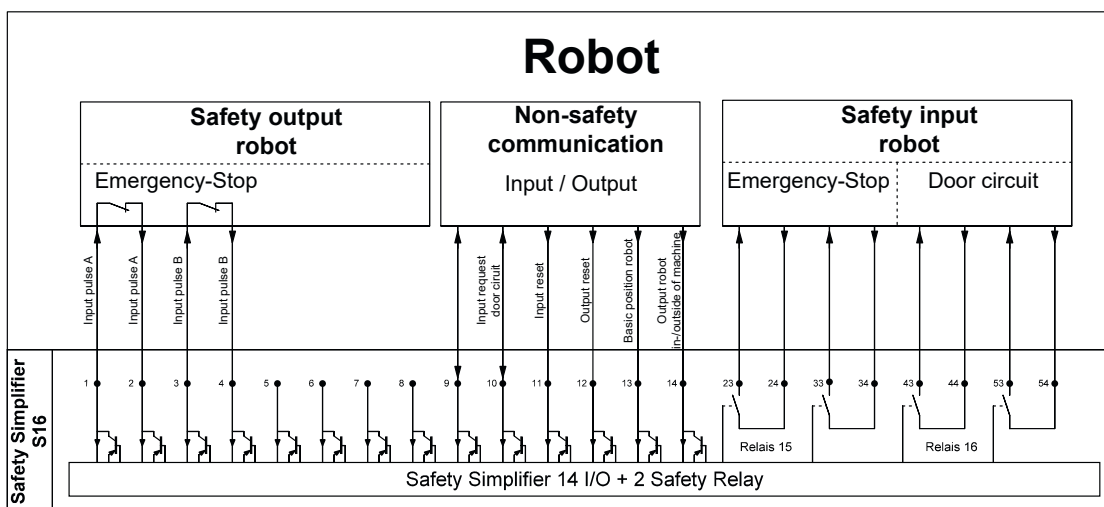 Robot
Safety output
robot
Emergency-Stop
Non-safety
communication
Input / Output
Safety input
robot
Emergency-Stop
Door circuit
Input pulse A
Input pulse A
Input pulse B
Input pulse B
Input request
door ciruit
Input reset
Output reset
Basic position robot
Output robot
in-/outside of machine
Safety Simplifier
S16
1 2 3 4 5 6 7 8 9 10 11 12 13 14 23 24 33 34 43 44 53 54
Relais 15
Relais 16
Safety Simplifier 14 I/O + 2 Safety Relay